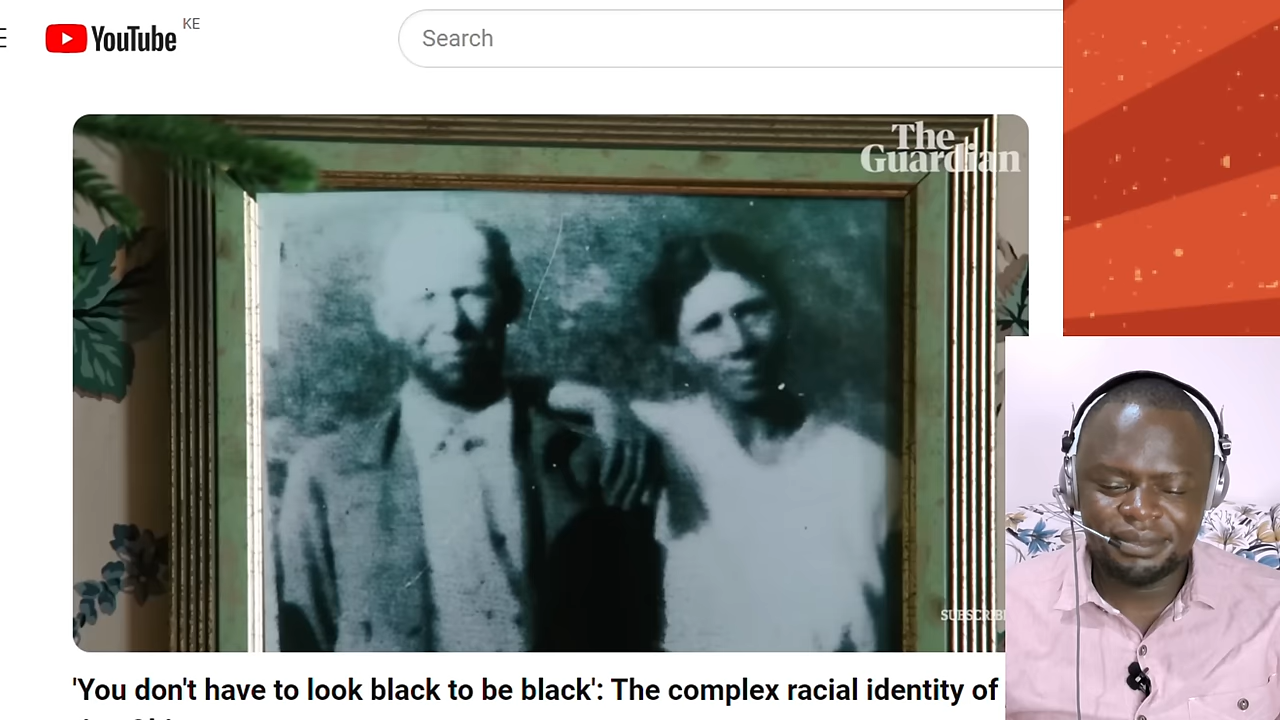 YouTube KE
Search
The
Guardian
SUBSCRIBE
'You don't have to look black to be black': The complex racial identity of